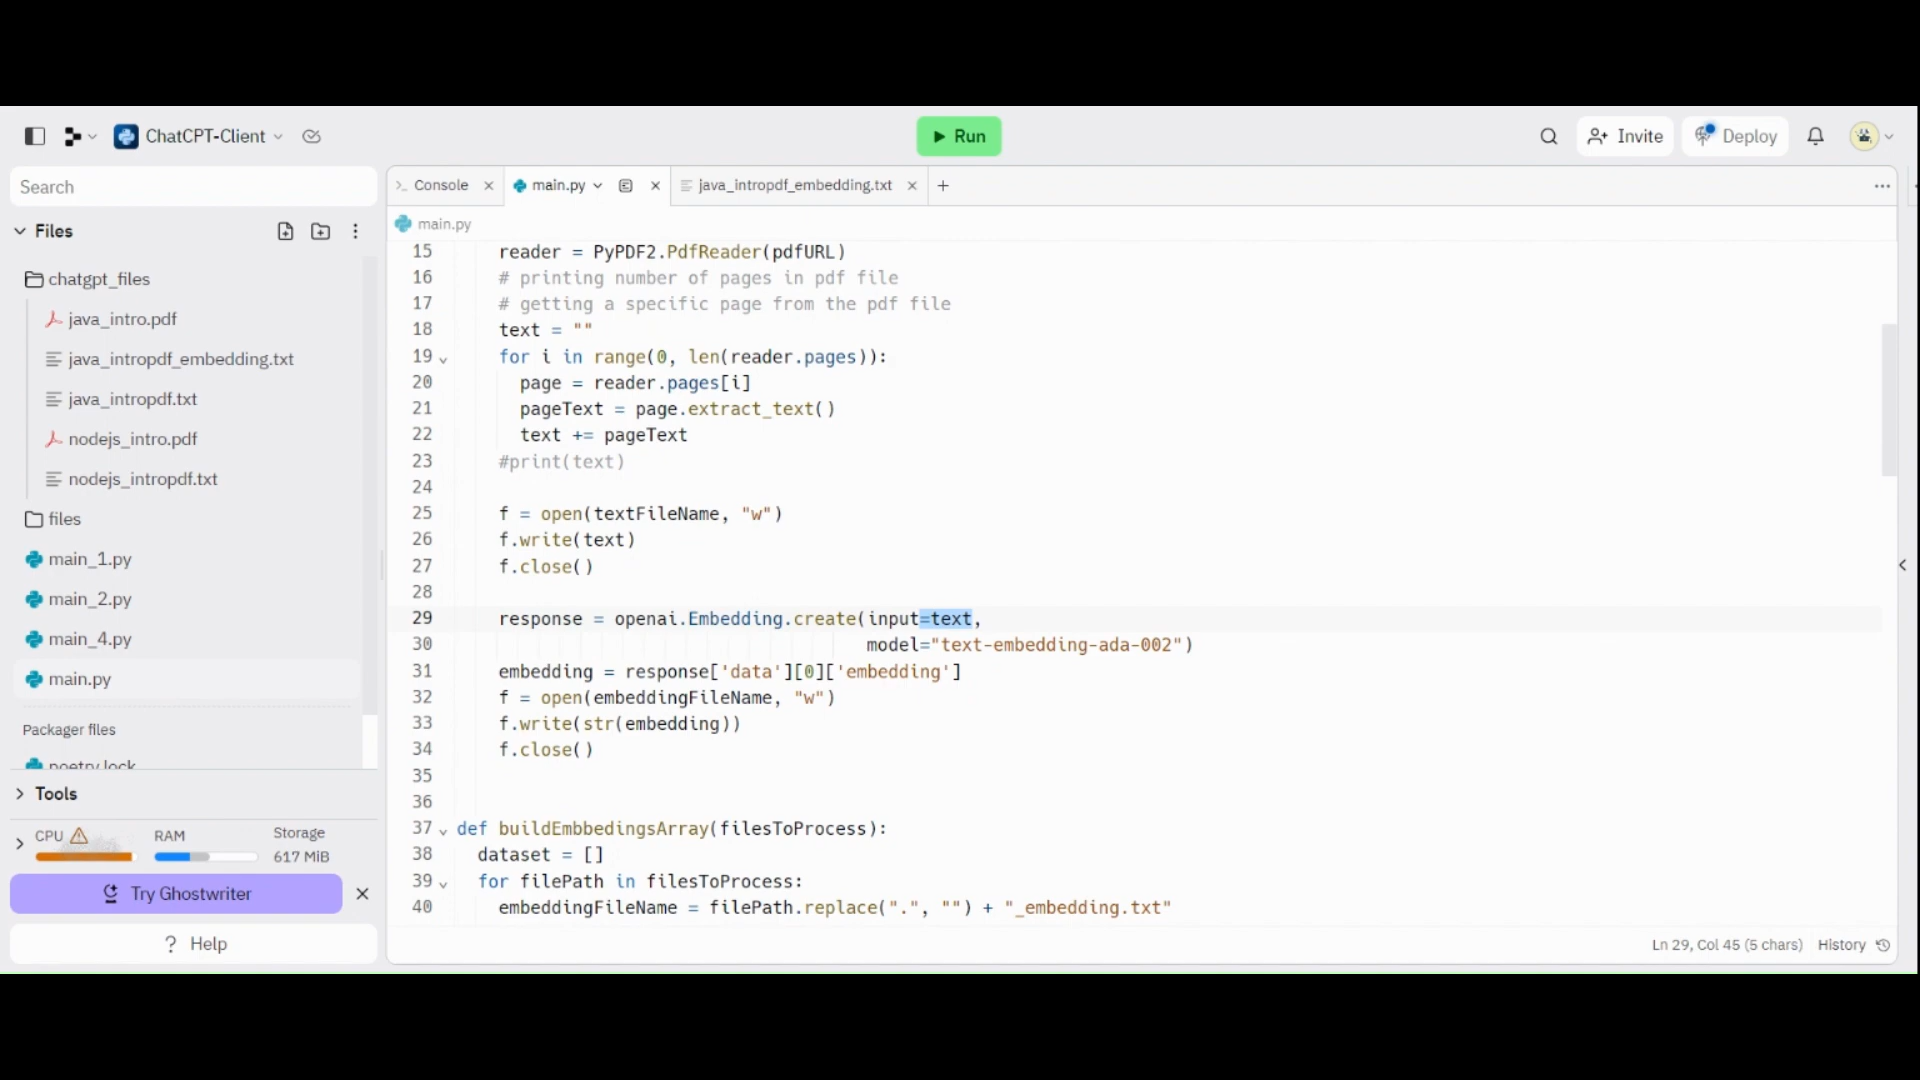 ChatCPT-Client
Run
Invite
Deploy
Search
Console
main.py
java_intropdf_embedding.txt
Files
main.py
chatgpt_files
java_intro.pdf
java_intropdf_embedding.txt
java_intropdf.txt
nodejs_intro.pdf
nodejs_intropdf.txt
files
main_1.py
main_2.py
main_4.py
main.py
Packager files
poetry.lock
Tools
CPU
RAM
Storage
617 MiB
Try Ghostwriter
? Help
15 reader = PyPDF2.PdfReader(pdfURL)
16 # printing number of pages in pdf file
17 # getting a specific page from the pdf file
18 text = ""
19 for i in range(0, len(reader.pages)):
20 page = reader.pages[i]
21 pageText = page.extract_text()
22 text += pageText
23 #print(text)
24
25 f = open(textFileName, "w")
26 f.write(text)
27 f.close()
28
29 response = openai.Embedding.create(input=text,
30 model="text-embedding-ada-002")
31 embedding = response['data'][0]['embedding']
32 f = open(embeddingFileName, "w")
33 f.write(str(embedding))
34 f.close()
35
36
37 def buildEmbbedingsArray(filesToProcess):
38 dataset = []
39 for filePath in filesToProcess:
40 embeddingFileName = filePath.replace(".", "") + "_embedding.txt"
Ln 29, Col 45 (5 chars)
History